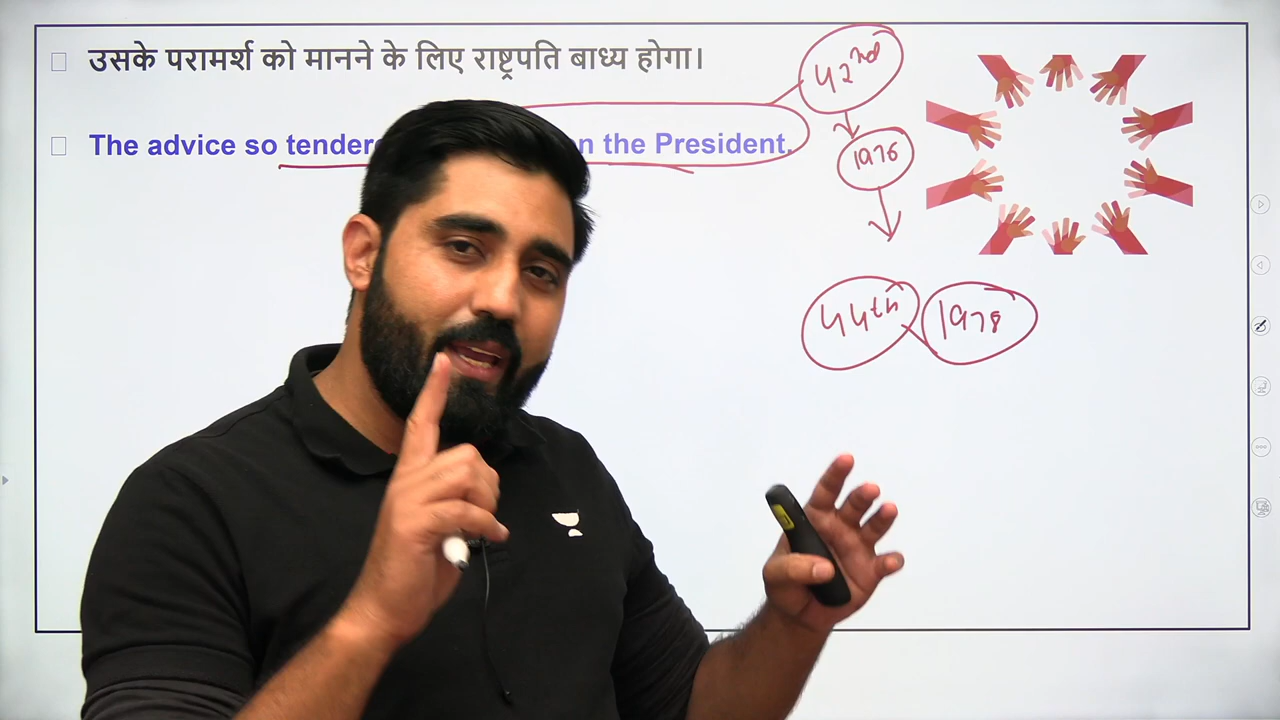 उसके परामर्श को मानने के लिए राष्ट्रपति बाध्य होगा।
The advice so tendere n the President.
42nd
1976
44th 1978